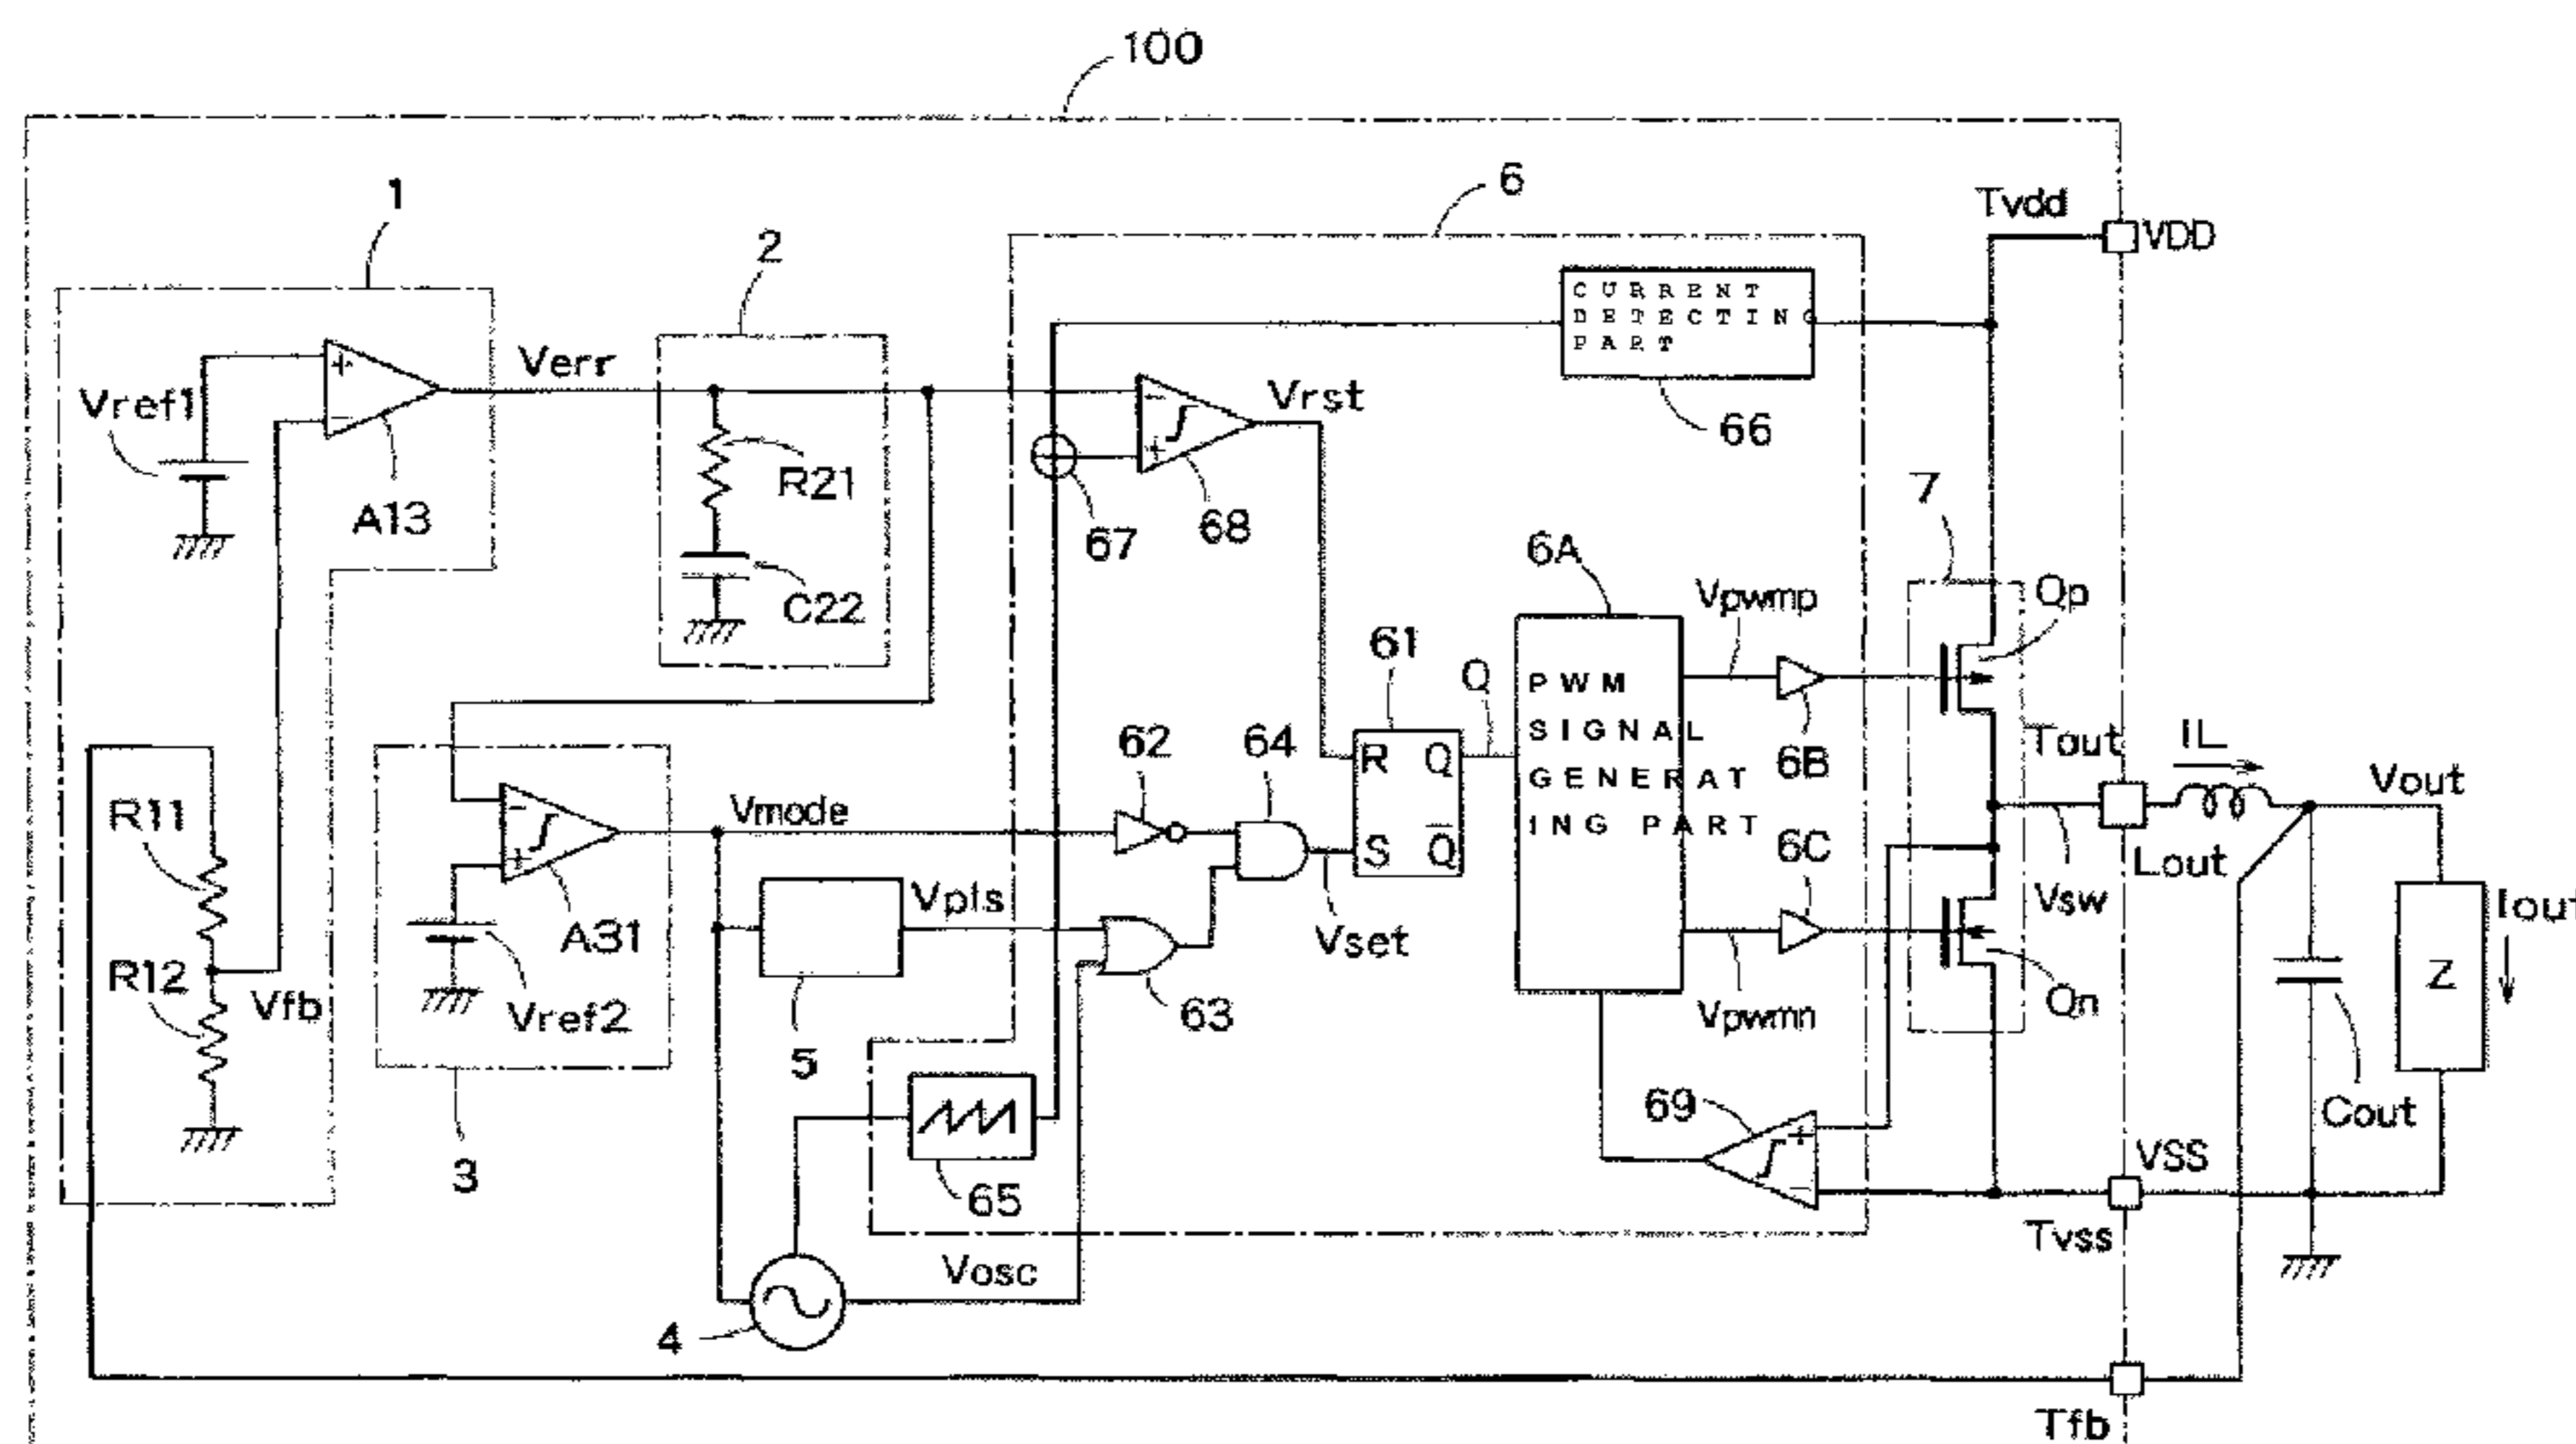 100
1
2
6
Tvdd
VDD
CURRENT
DETECTING
PART
66
Verr
Vref1
+
-
A13
R21
C22
-
+
Vrst
67
68
7
6A
Vpwmp
Qp
61
Q
PWM
SIGNAL
GENERAT
ING PART
6B
62
64
R Q
S Q̅
Tout
IL
Vout
Vmode
-
+
A31
Vref2
R11
R12
Vfb
Vpls
Vset
6C
Lout
Vsw
Iout
Z
Qn
Vpwmn
63
5
3
65
69
+
-
Cout
VSS
Tvss
Vosc
4
Tfb